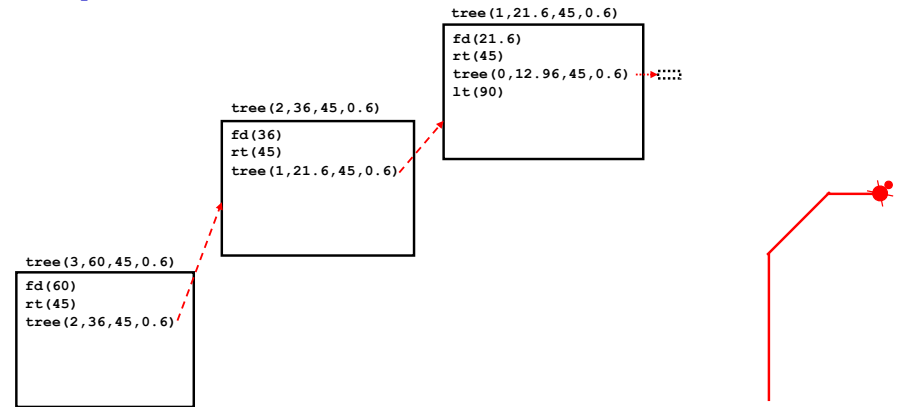 tree(1,21.6,45,0.6)
fd(21.6)
rt(45)
tree(0,12.96,45,0.6)
lt(90)
tree(2,36,45,0.6)
fd(36)
rt(45)
tree(1,21.6,45,0.6)
tree(3,60,45,0.6)
fd(60)
rt(45)
tree(2,36,45,0.6)